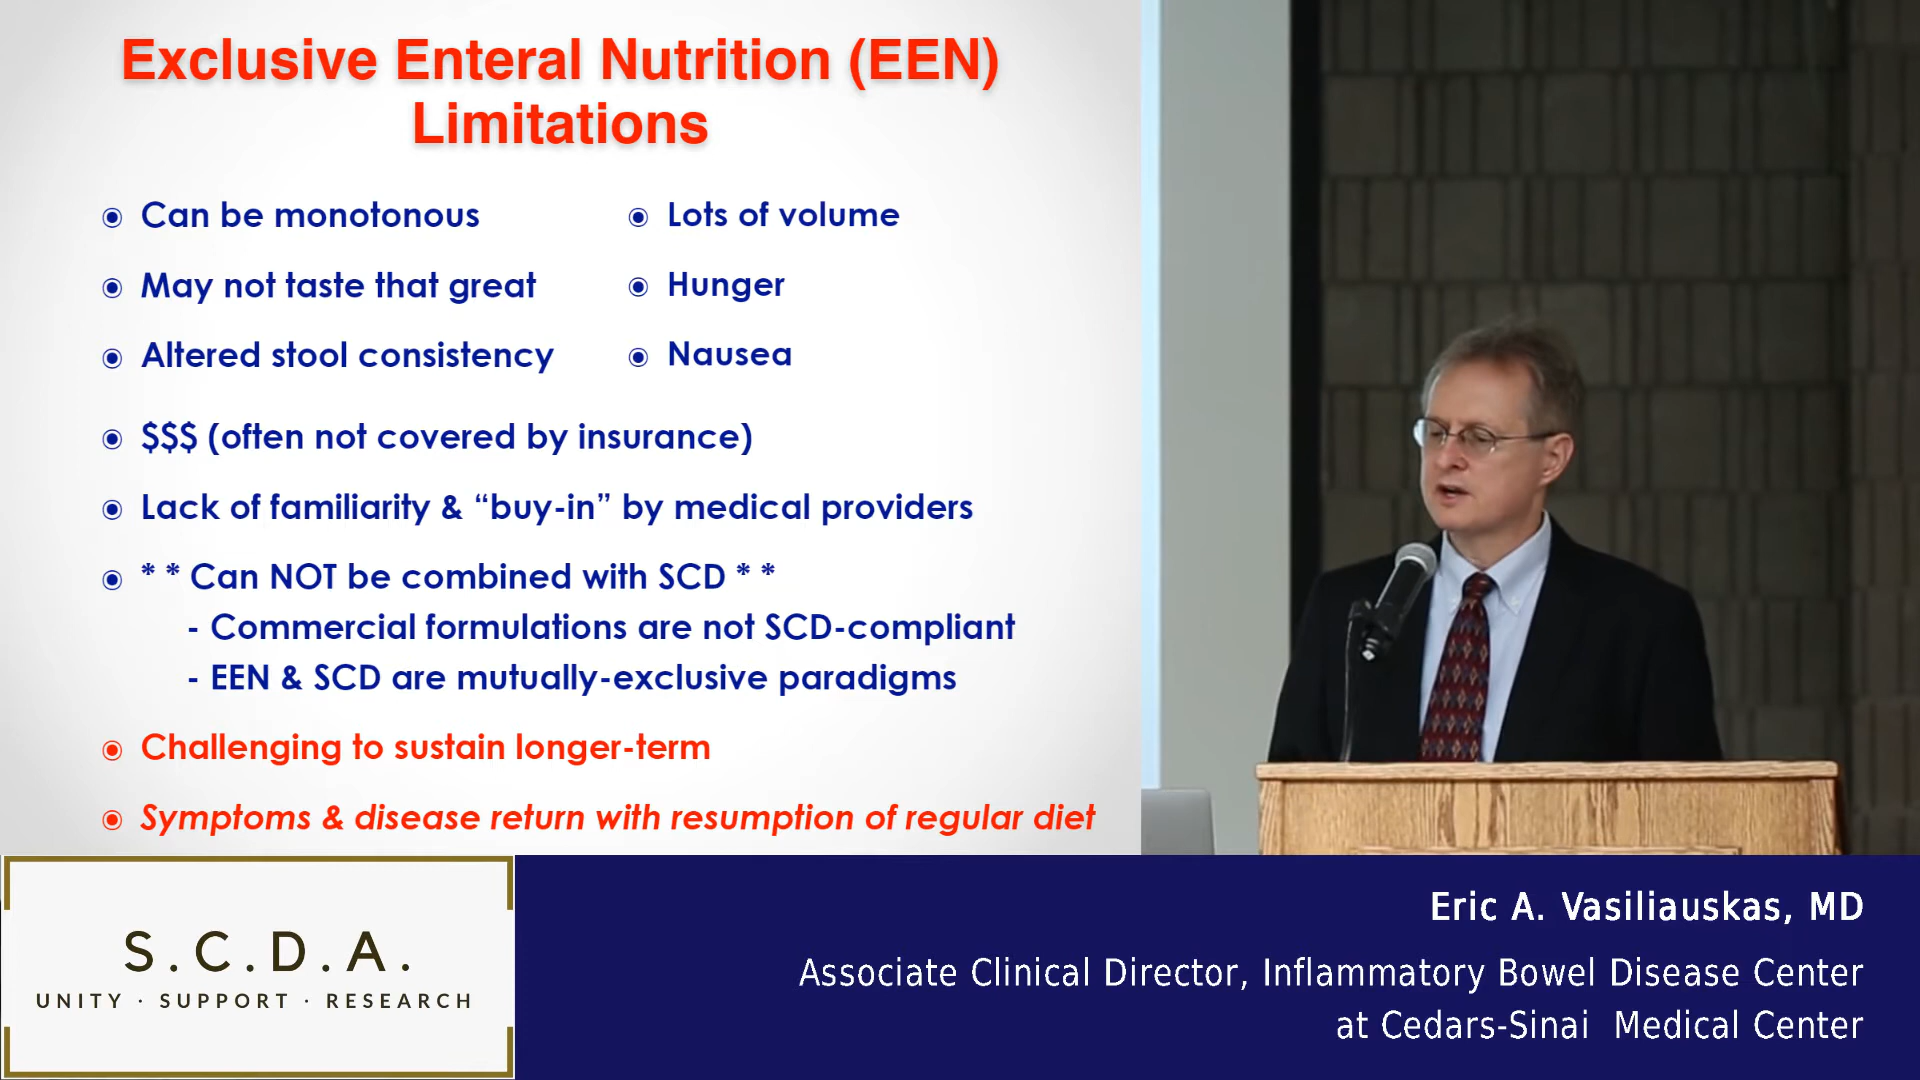 Exclusive Enteral Nutrition (EEN)
Limitations
Can be monotonous
May not taste that great
Altered stool consistency
Lots of volume
Hunger
Nausea
$$$ (often not covered by insurance)
Lack of familiarity & “buy-in” by medical providers
* * Can NOT be combined with SCD * *
- Commercial formulations are not SCD-compliant
- EEN & SCD are mutually-exclusive paradigms
Challenging to sustain longer-term
Symptoms & disease return with resumption of regular diet
S.C.D.A.
UNITY · SUPPORT · RESEARCH
Eric A. Vasiliauskas, MD
Associate Clinical Director, Inflammatory Bowel Disease Center
at Cedars-Sinai Medical Center